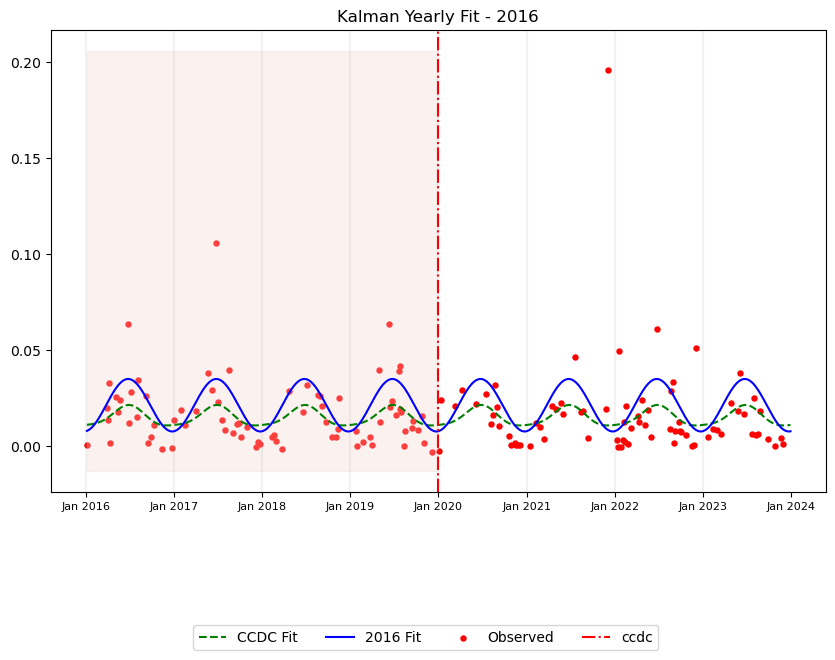 Kalman Yearly Fit - 2016
0.20
0.15
0.10
0.05
0.00
Jan 2016 Jan 2017 Jan 2018 Jan 2019 Jan 2020 Jan 2021 Jan 2022 Jan 2023 Jan 2024
CCDC Fit 2016 Fit Observed ccdc